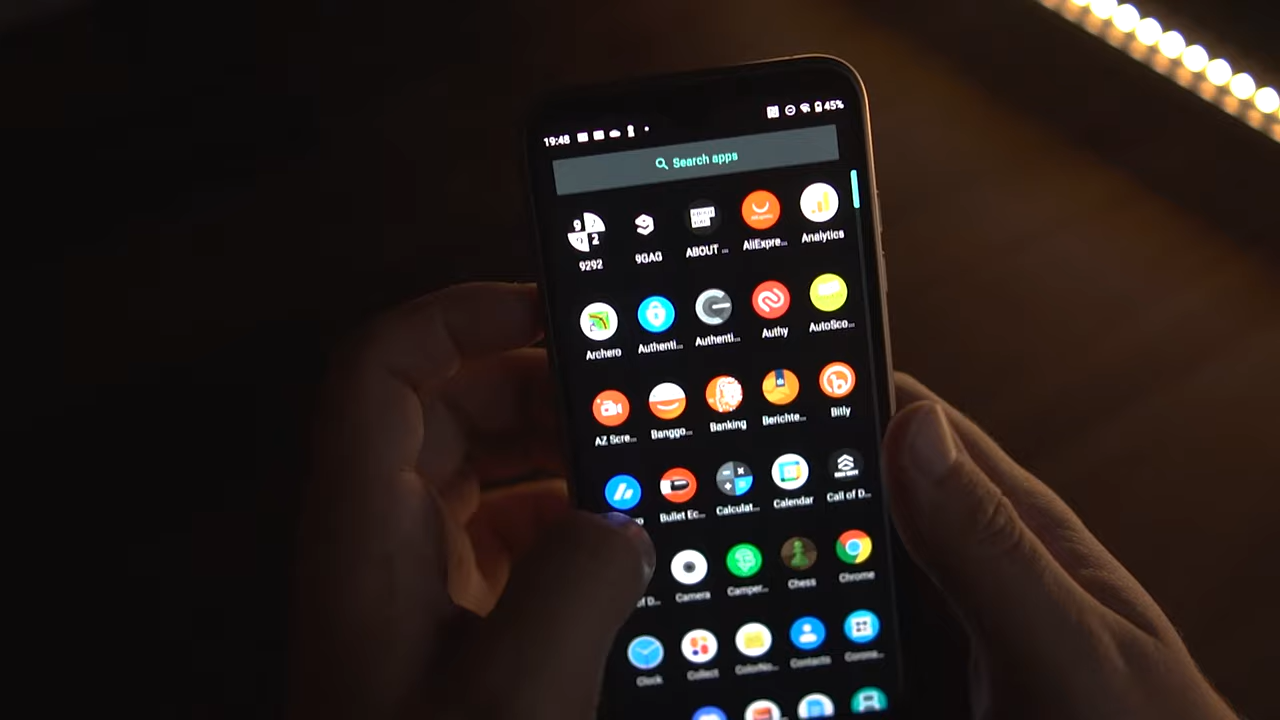 19:48 45%
Search apps
9292 9GAG ABOUT ... AliExpre... Analytics
Archero Authenti... Authenti... Authy AutoSco...
AZ Scre... Banggo... Banking Berichte... Bitly
Bullet Ec... Calculat... Calendar Call of D...
of D... Camera Camper... Chess Chrome
Clock Collect ColorNo... Contacts Corona...